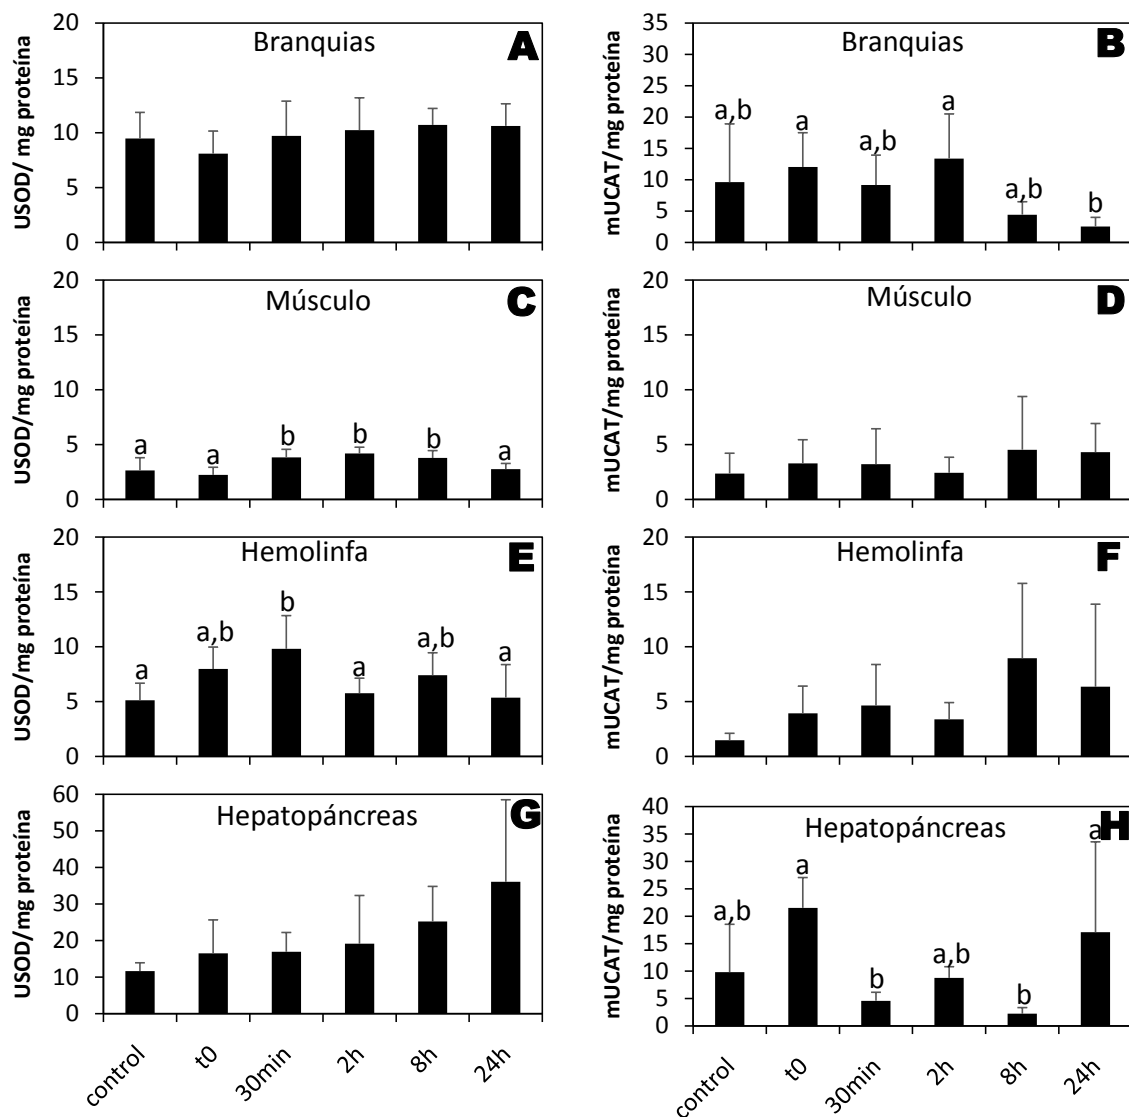 Branquias
A
USOD/ mg proteína
20
15
10
5
0
Branquias
B
mUCAT/mg proteína
35
30
25
20
15
10
5
0
a,b
a
a,b
a
a,b
b
Músculo
C
USOD/mg proteína
20
15
10
5
0
a
a
b
b
b
a
Músculo
D
mUCAT/mg proteína
20
15
10
5
0
Hemolinfa
E
USOD/mg proteína
20
15
10
5
0
a
a,b
b
a
a,b
a
Hemolinfa
F
mUCAT/mg proteína
20
15
10
5
0
Hepatopáncreas
G
USOD/mg proteína
60
50
40
30
20
10
0
control
t0
30min
2h
8h
24h
Hepatopáncreas
H
mUCAT/mg proteína
40
35
30
25
20
15
10
5
0
a,b
a
b
a,b
b
a
control
t0
30min
2h
8h
24h